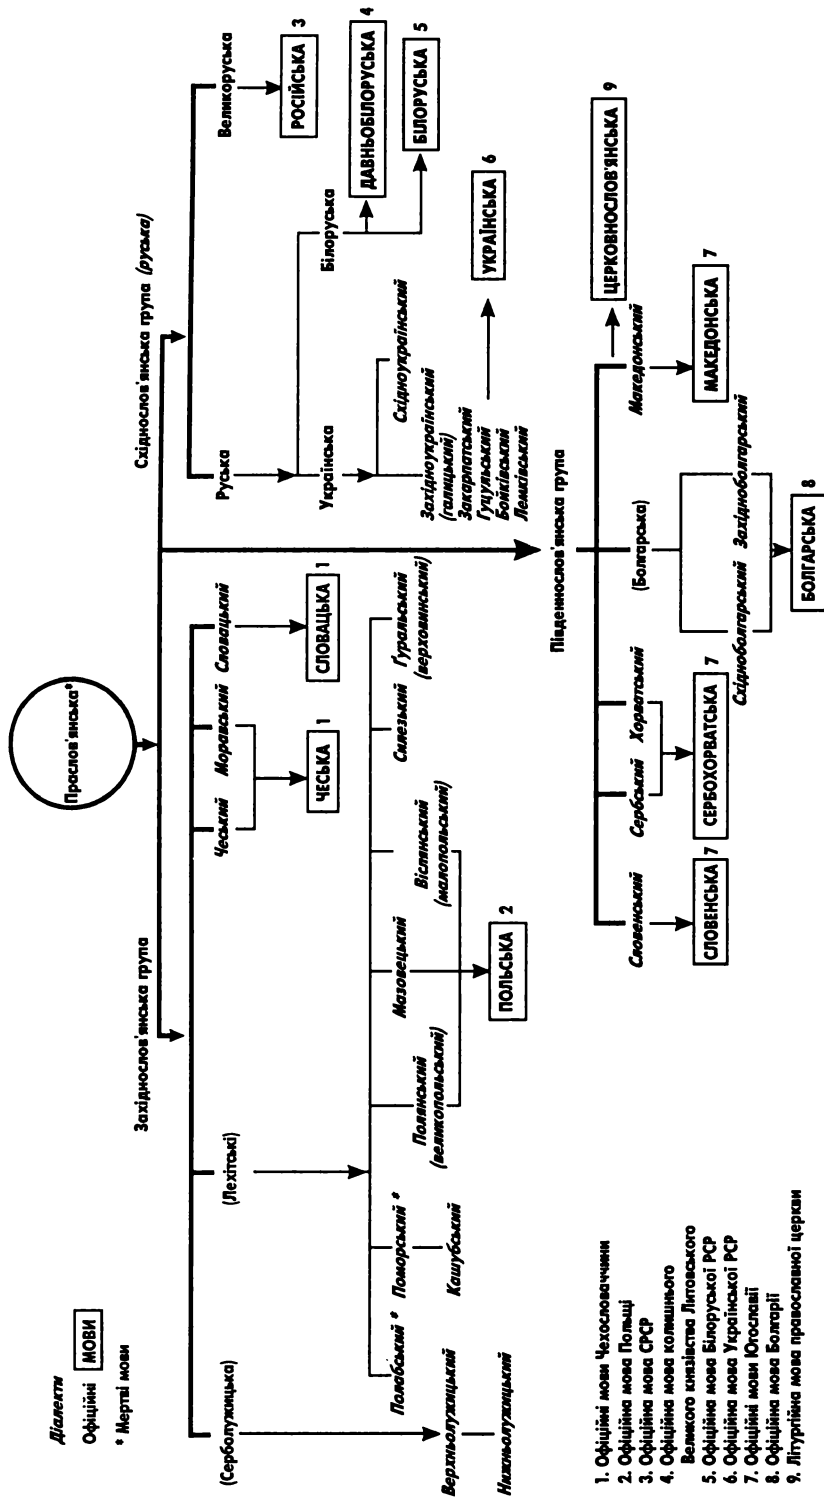 Діалекти
Офіційні МОВИ
* Мертві мови
Праслов'янська*
Західнослов'янська група
Східнослов'янська група (руська)
(Серболужицька)
(Лехітські)
Чеський
Моравський
Словацький
Руська
Великоруська
ЧЕСЬКА 1
СЛОВАЦЬКА 1
РОСІЙСЬКА 3
Українська
Білоруська
ДАВНЬОБІЛОРУСЬКА 4
БІЛОРУСЬКА 5
Полабський *
Поморський *
Полянський
(великопольський)
Мазовецький
Віслянський
(малопольський)
Силезький
Ґуральський
(верховинський)
Західноукраїнський
(галицький)
Східноукраїнський
Закарпатський
Гуцульський
Бойківський
Лемківський
УКРАЇНСЬКА 6
Верхньолужицький
Нижньолужицький
Кашубський
ПОЛЬСЬКА 2
Південнослов'янська група
ЦЕРКОВНОСЛОВ'ЯНСЬКА 9
Словенський
Сербський
Хорватський
(Болгарська)
Македонський
СЛОВЕНСЬКА 7
СЕРБОХОРВАТСЬКА 7
МАКЕДОНСЬКА 7
Східноболгарський
Західноболгарський
БОЛГАРСЬКА 8
1. Офіційні мови Чехословаччини
2. Офіційна мова Польщі
3. Офіційна мова СРСР
4. Офіційна мова колишнього
Великого князівства Литовського
5. Офіційна мова Білоруської РСР
6. Офіційна мова Української РСР
7. Офіційні мови Югославії
8. Офіційна мова Болгарії
9. Літургійна мова православної церкви